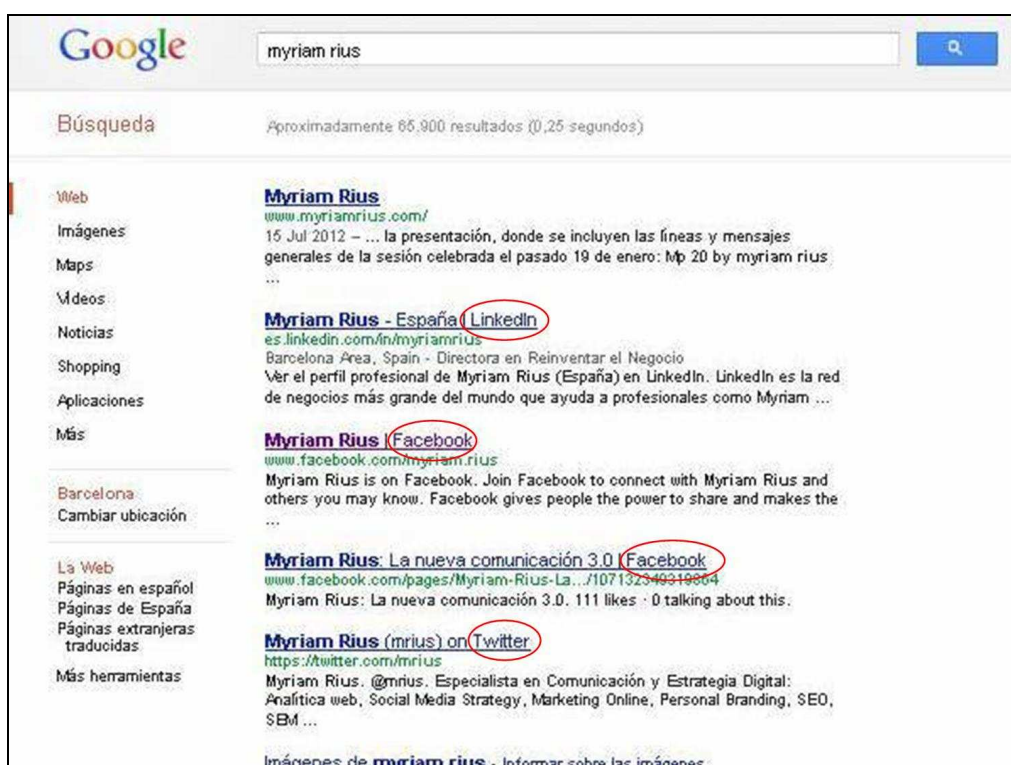 Google
myriam rius
Búsqueda
Aproximadamente 65.900 resultados (0,25 segundos)
Web
Imágenes
Maps
Vídeos
Noticias
Shopping
Aplicaciones
Más
Barcelona
Cambiar ubicación
La Web
Páginas en español
Páginas de España
Páginas extranjeras
traducidas
Más herramientas
Myriam Rius
www.myriamrius.com/
15 Jul 2012 – ... la presentación, donde se incluyen las líneas y mensajes
generales de la sesión celebrada el pasado 19 de enero: Mp 20 by myriam rius
...
Myriam Rius - España | LinkedIn
es.linkedin.com/in/myriamrius
Barcelona Area, Spain - Directora en Reinventar el Negocio
Ver el perfil profesional de Myriam Rius (España) en LinkedIn. LinkedIn es la red
de negocios más grande del mundo que ayuda a profesionales como Myriam ...
Myriam Rius | Facebook
www.facebook.com/myriam.rius
Myriam Rius is on Facebook. Join Facebook to connect with Myriam Rius and
others you may know. Facebook gives people the power to share and makes the
...
Myriam Rius: La nueva comunicación 3.0 | Facebook
www.facebook.com/pages/Myriam-Rius-La.../107132349319864
Myriam Rius: La nueva comunicación 3.0. 111 likes · 0 talking about this.
Myriam Rius (mrius) on Twitter
https://twitter.com/mrius
Myriam Rius. @mrius. Especialista en Comunicación y Estrategia Digital:
Analítica web, Social Media Strategy, Marketing Online, Personal Branding, SEO,
SEM ...
Imágenes de myriam rius - Informar sobre las imágenes